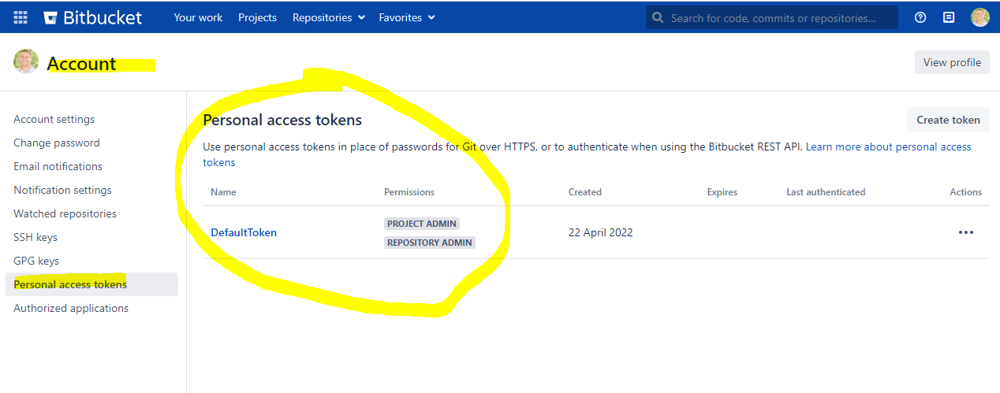 Bitbucket Your work Projects Repositories Favorites Search for code, commits or repositories...
Account
View profile
Account settings
Change password
Email notifications
Notification settings
Watched repositories
SSH keys
GPG keys
Personal access tokens
Authorized applications
Personal access tokens
Create token
Use personal access tokens in place of passwords for Git over HTTPS, or to authenticate when using the Bitbucket REST API. Learn more about personal access
tokens
Name Permissions Created Expires Last authenticated Actions
DefaultToken PROJECT ADMIN 22 April 2022
REPOSITORY ADMIN